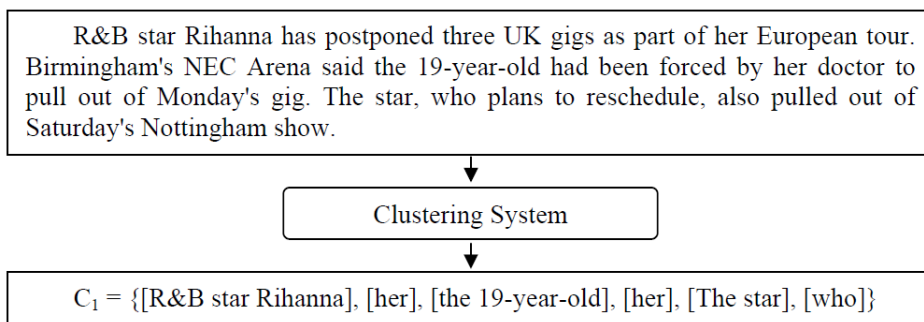 R&B star Rihanna has postponed three UK gigs as part of her European tour.
Birmingham's NEC Arena said the 19-year-old had been forced by her doctor to
pull out of Monday's gig. The star, who plans to reschedule, also pulled out of
Saturday's Nottingham show.
Clustering System
C₁ = {[R&B star Rihanna], [her], [the 19-year-old], [her], [The star], [who]}